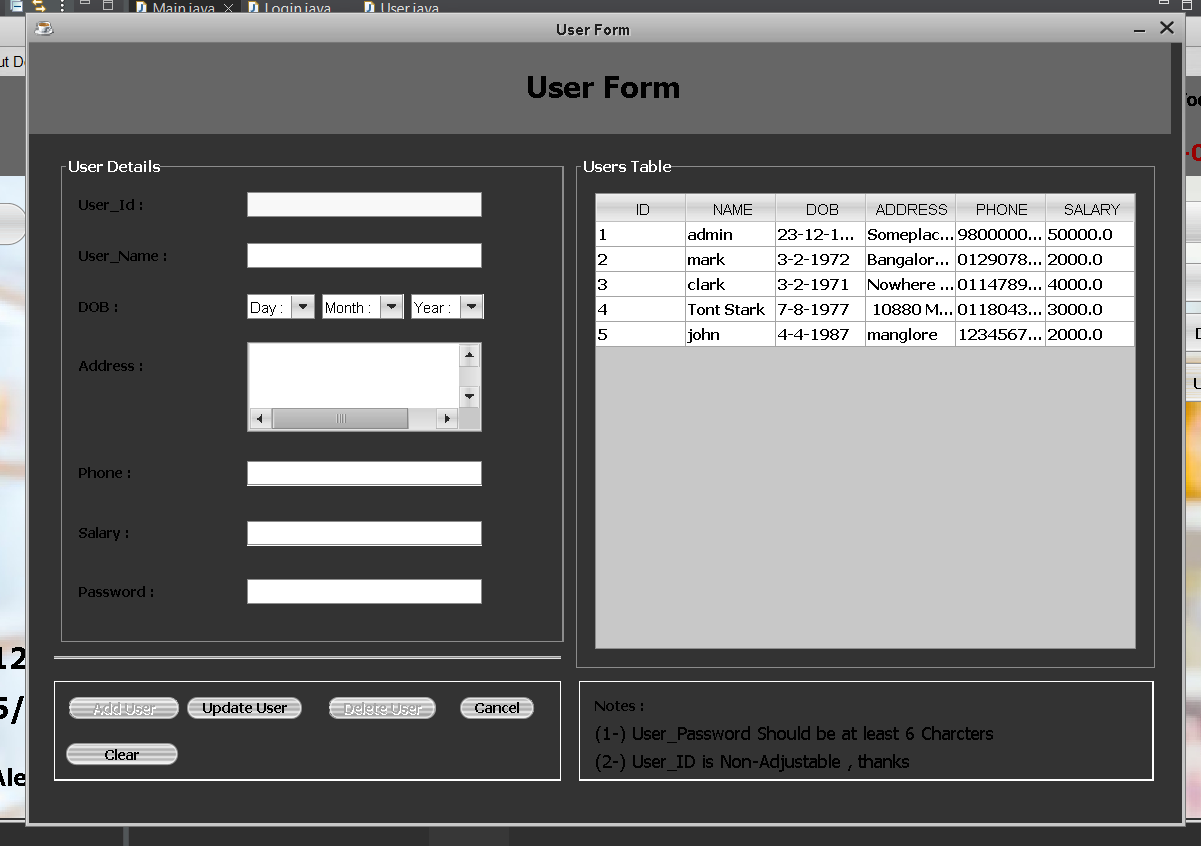 Main.java Login.java User.java
User Form
User Form
User Details
User_Id :
User_Name :
DOB : Day : Month : Year :
Address :
Phone :
Salary :
Password :
Users Table
ID NAME DOB ADDRESS PHONE SALARY
1 admin 23-12-1... Someplac... 9800000... 50000.0
2 mark 3-2-1972 Bangalor... 0129078... 2000.0
3 clark 3-2-1971 Nowhere ... 0114789... 4000.0
4 Tont Stark 7-8-1977 10880 M... 0118043... 3000.0
5 john 4-4-1987 manglore 1234567... 2000.0
Add User Update User Delete User Cancel
Clear
Notes :
(1-) User_Password Should be at least 6 Charcters
(2-) User_ID is Non-Adjustable , thanks
12
5/